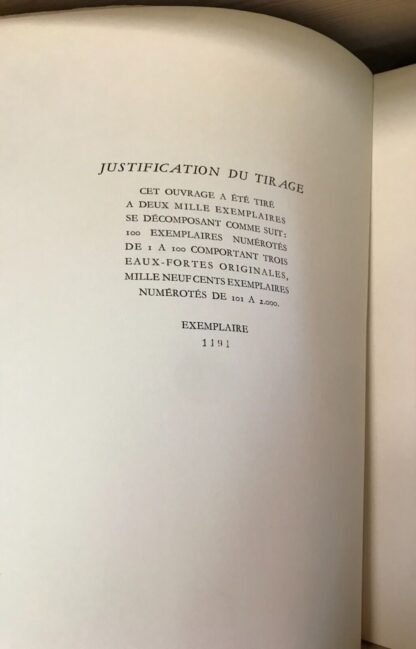 JUSTIFICATION DU TIRAGE
CET OUVRAGE A ÉTÉ TIRÉ
A DEUX MILLE EXEMPLAIRES
SE DÉCOMPOSANT COMME SUIT:
100 EXEMPLAIRES NUMÉROTÉS
DE 1 A 100 COMPORTANT TROIS
EAUX-FORTES ORIGINALES,
MILLE NEUF CENTS EXEMPLAIRES
NUMÉROTÉS DE 101 A 2.000.
EXEMPLAIRE
1191